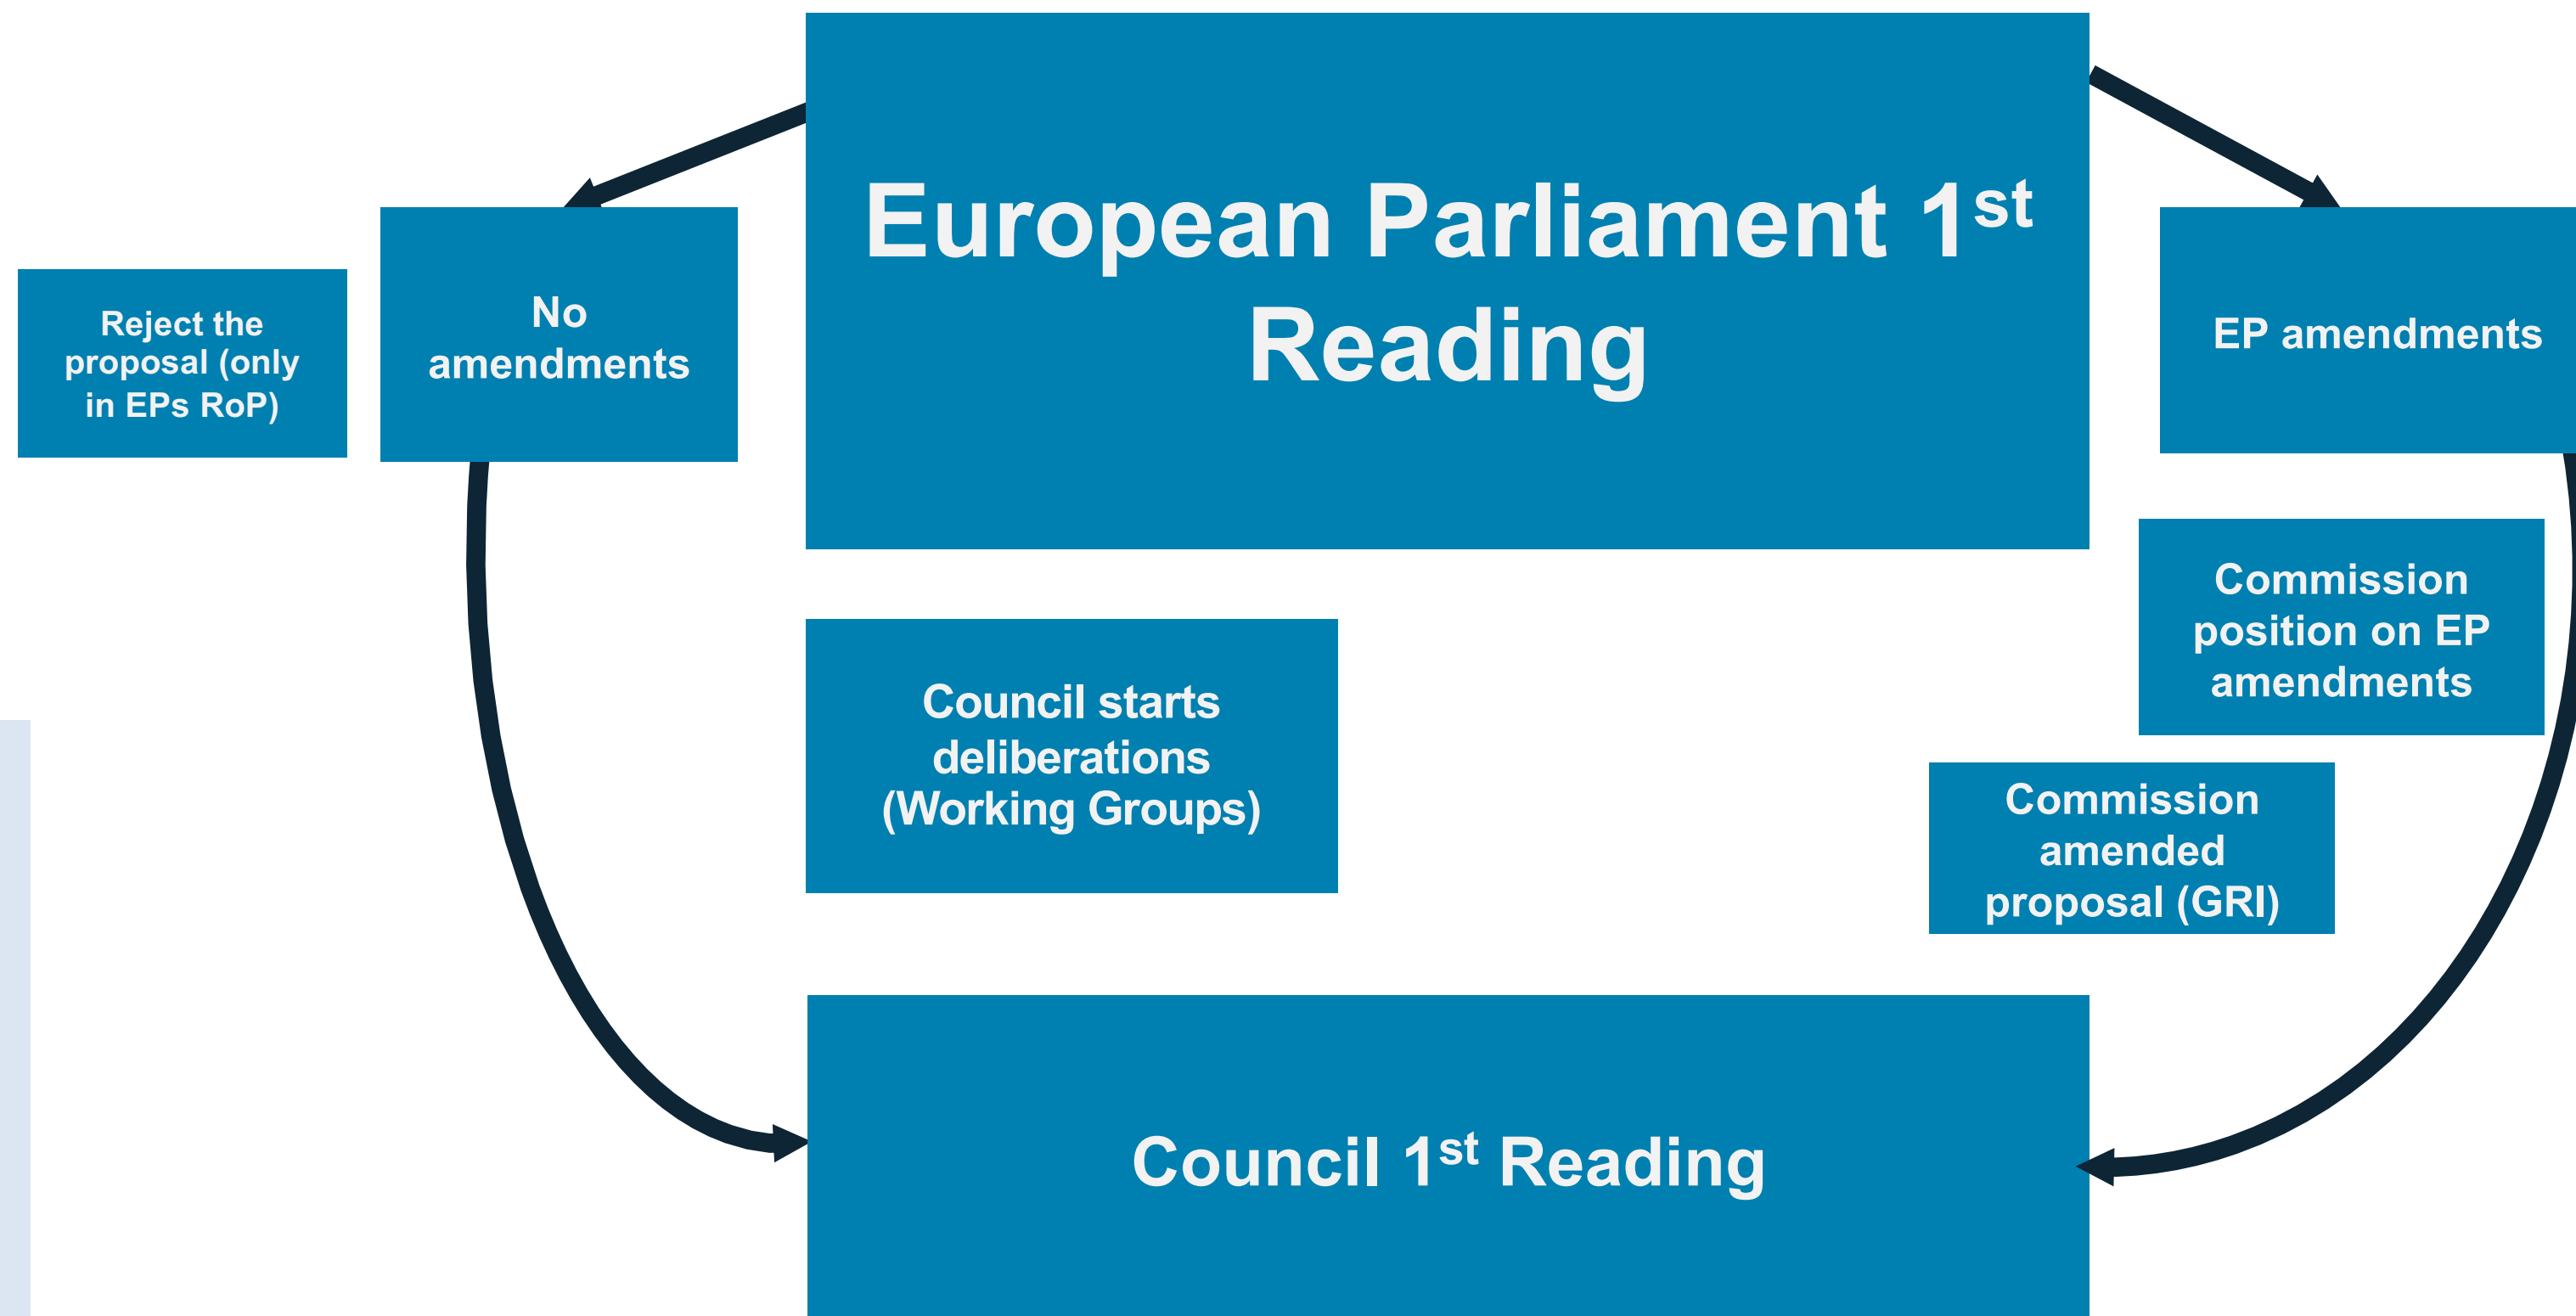 European Parliament 1st
Reading
Reject the
proposal (only
in EPs RoP)
No
amendments
EP amendments
Commission
position on EP
amendments
Council starts
deliberations
(Working Groups)
Commission
amended
proposal (GRI)
Council 1st Reading